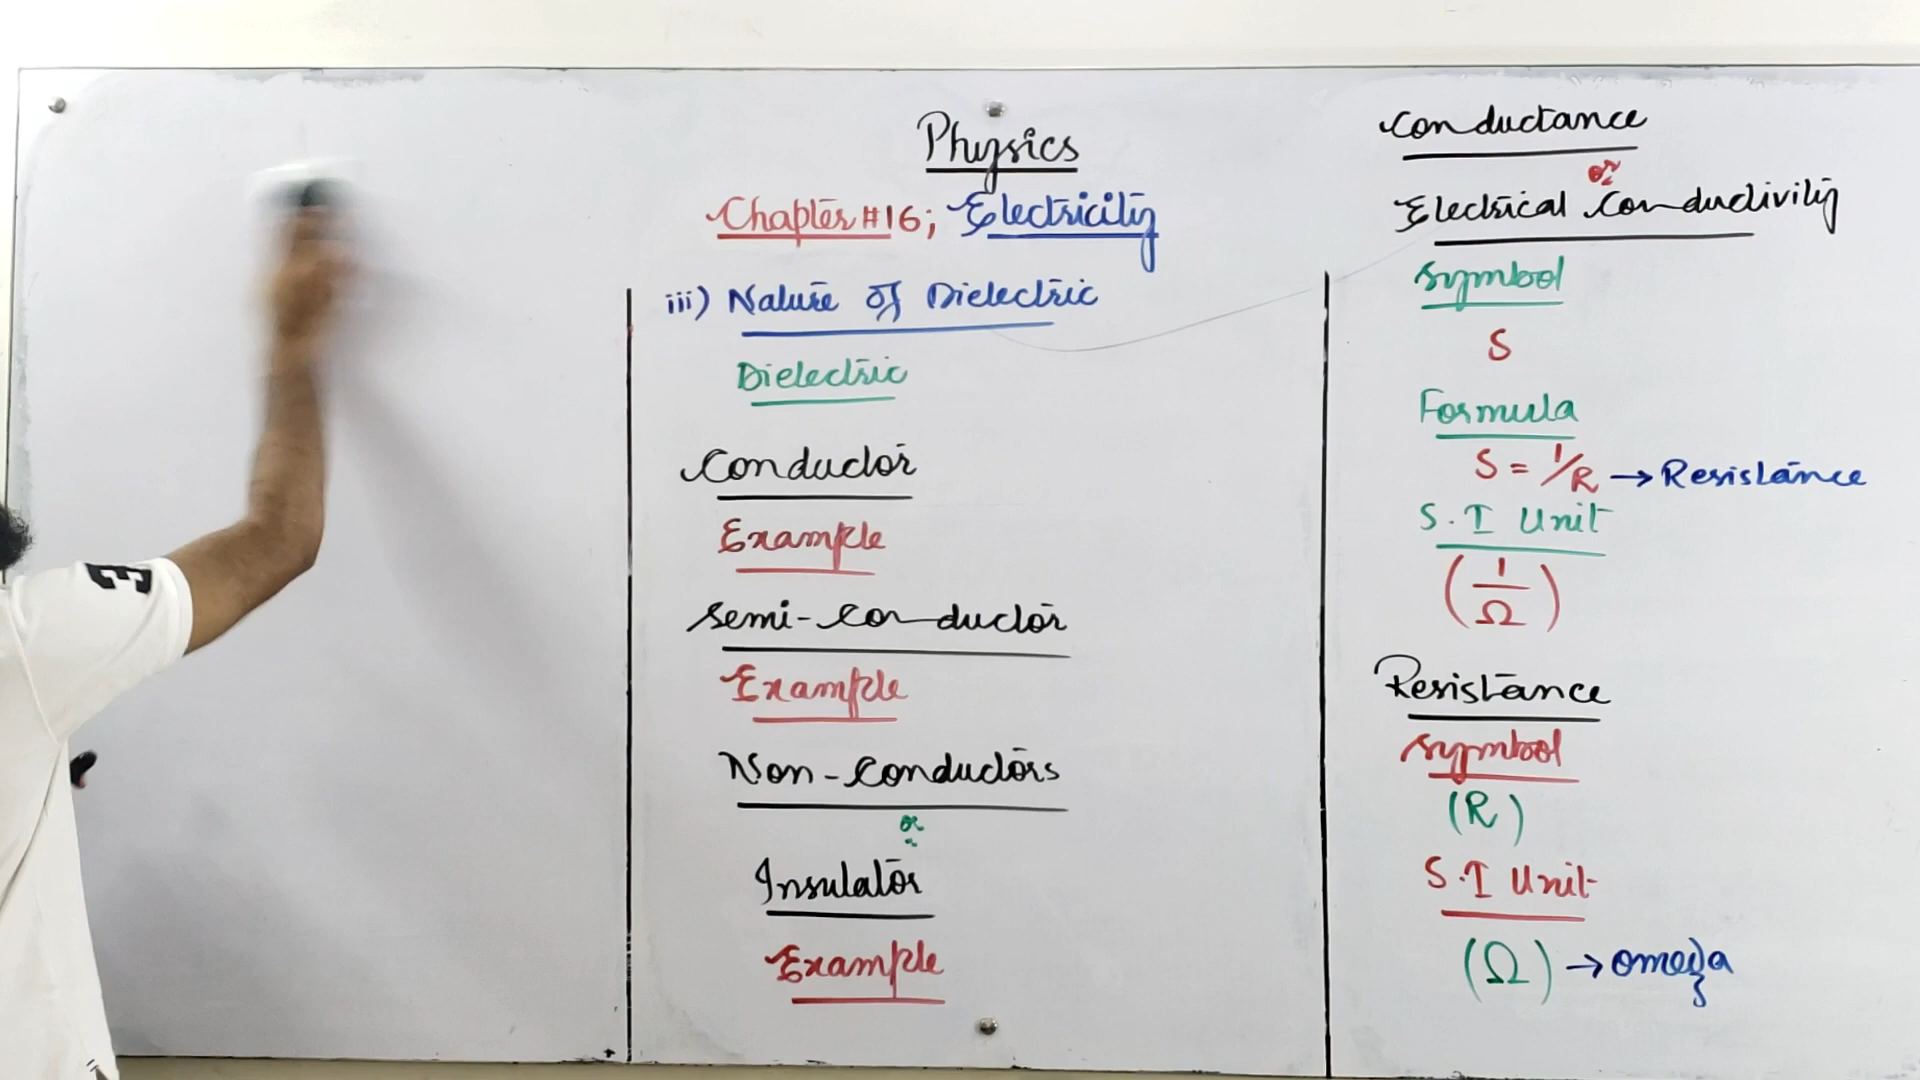 Physics
Chapter #16; Electricity
iii) Nature of Dielectric
Dielectric
Conductor
Example
Semi-Conductor
Example
Non-Conductors
or
Insulator
Example
Conductance
or
Electrical Conductivity
Symbol
S
Formula
S = 1/R → Resistance
S.I Unit
(1/Ω)
Resistance
Symbol
(R)
S.I Unit
(Ω) → omega